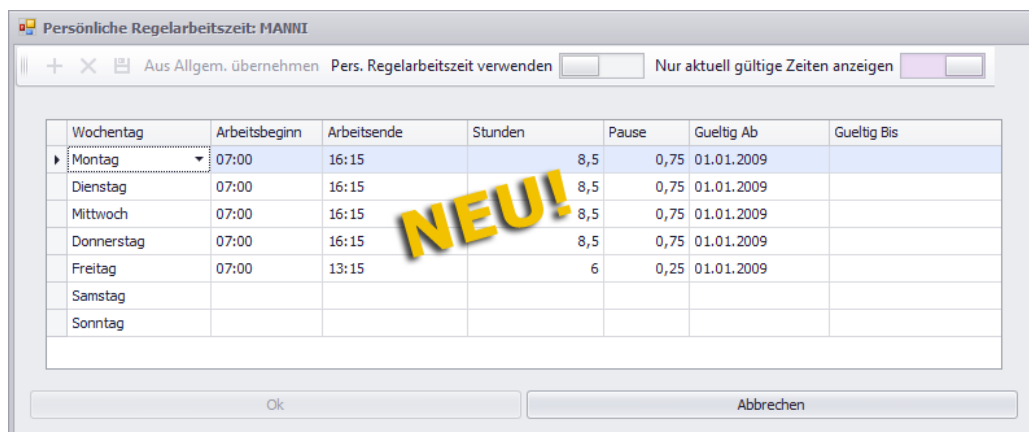 Persönliche Regelarbeitszeit: MANNI
Aus Allgem. übernehmen Pers. Regelarbeitszeit verwenden Nur aktuell gültige Zeiten anzeigen
Wochentag Arbeitsbeginn Arbeitsende Stunden Pause Gueltig Ab Gueltig Bis
Montag 07:00 16:15 8,5 0,75 01.01.2009
Dienstag 07:00 16:15 8,5 0,75 01.01.2009
Mittwoch 07:00 16:15 8,5 0,75 01.01.2009
Donnerstag 07:00 16:15 8,5 0,75 01.01.2009
Freitag 07:00 13:15 6 0,25 01.01.2009
Samstag
Sonntag
NEU!
Ok Abbrechen